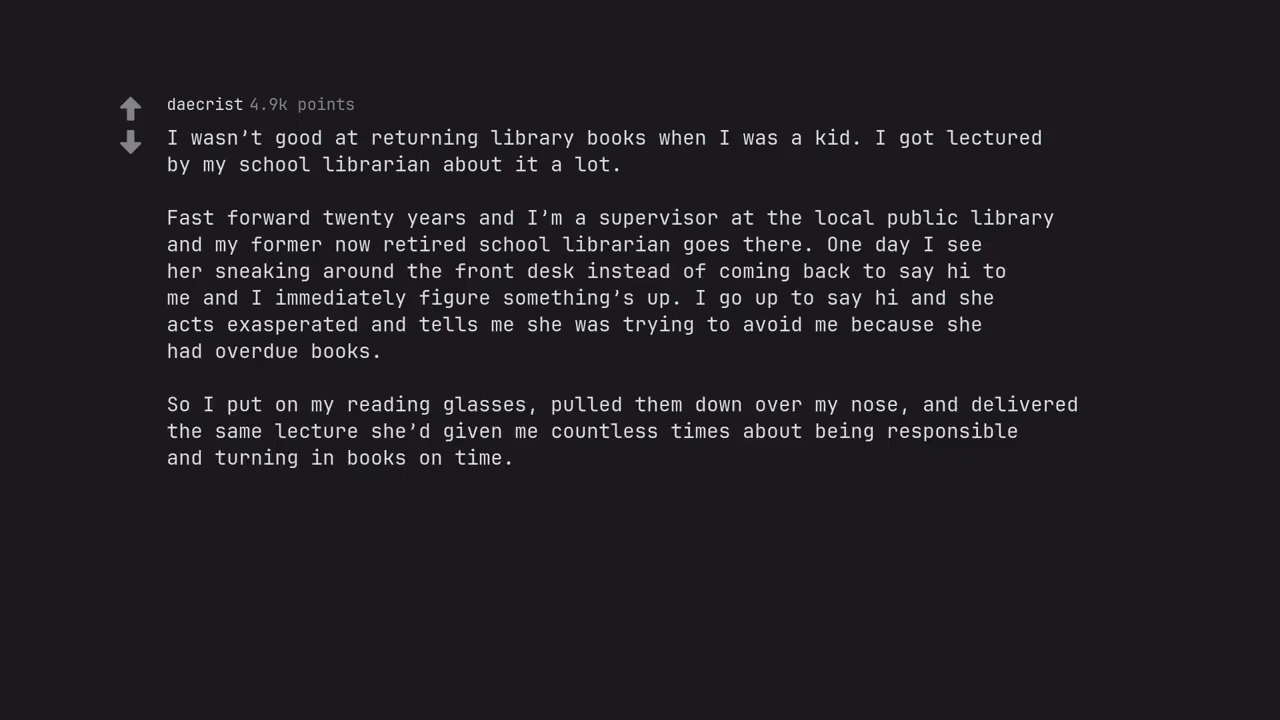 daecrist 4.9k points
I wasn’t good at returning library books when I was a kid. I got lectured
by my school librarian about it a lot.
Fast forward twenty years and I’m a supervisor at the local public library
and my former now retired school librarian goes there. One day I see
her sneaking around the front desk instead of coming back to say hi to
me and I immediately figure something’s up. I go up to say hi and she
acts exasperated and tells me she was trying to avoid me because she
had overdue books.
So I put on my reading glasses, pulled them down over my nose, and delivered
the same lecture she’d given me countless times about being responsible
and turning in books on time.